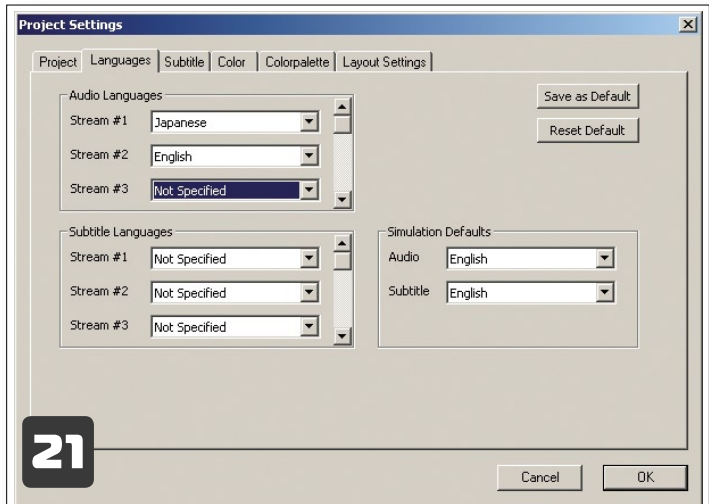 Project Settings
Project Languages Subtitle Color Colorpalette Layout Settings
Audio Languages
Stream #1 Japanese
Stream #2 English
Stream #3 Not Specified
Save as Default
Reset Default
Subtitle Languages
Stream #1 Not Specified
Stream #2 Not Specified
Stream #3 Not Specified
Simulation Defaults
Audio English
Subtitle English
21
Cancel OK